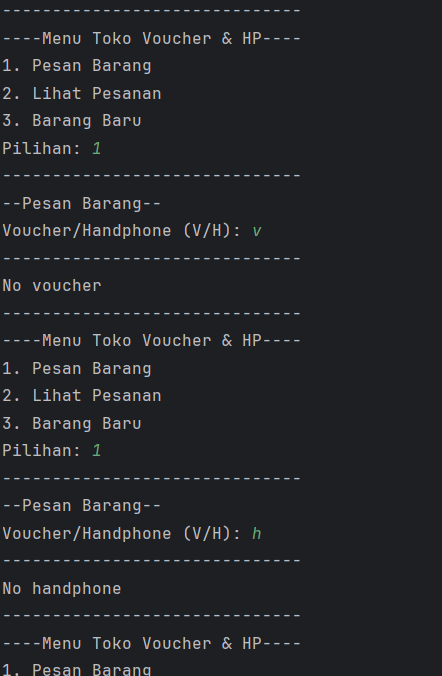 ------------------------------
----Menu Toko Voucher & HP----
1. Pesan Barang
2. Lihat Pesanan
3. Barang Baru
Pilihan: 1
------------------------------
--Pesan Barang--
Voucher/Handphone (V/H): v
------------------------------
No voucher
------------------------------
----Menu Toko Voucher & HP----
1. Pesan Barang
2. Lihat Pesanan
3. Barang Baru
Pilihan: 1
------------------------------
--Pesan Barang--
Voucher/Handphone (V/H): h
------------------------------
No handphone
------------------------------
----Menu Toko Voucher & HP----
1. Pesan Barang